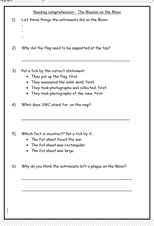 Reading comprehension - The Mission on the Moon
1) List three things the astronauts did on the Moon:
-
-
-
2) Why did the flag need to be supported at the top?
3) Put a tick by the correct statement:
• They put up the flag, first.
• They measured the solar wind, first.
• They took photographs and collected, first.
• They took photographs of the view, first.
4) What does SWC stand for, on the map?
5) Which fact is incorrect? Put a tick by it.
• The foil sheet faced the sun.
• The foil sheet was rectangular.
• The foil sheet was large.
6) Why do you think the astronauts left a plaque on the Moon?